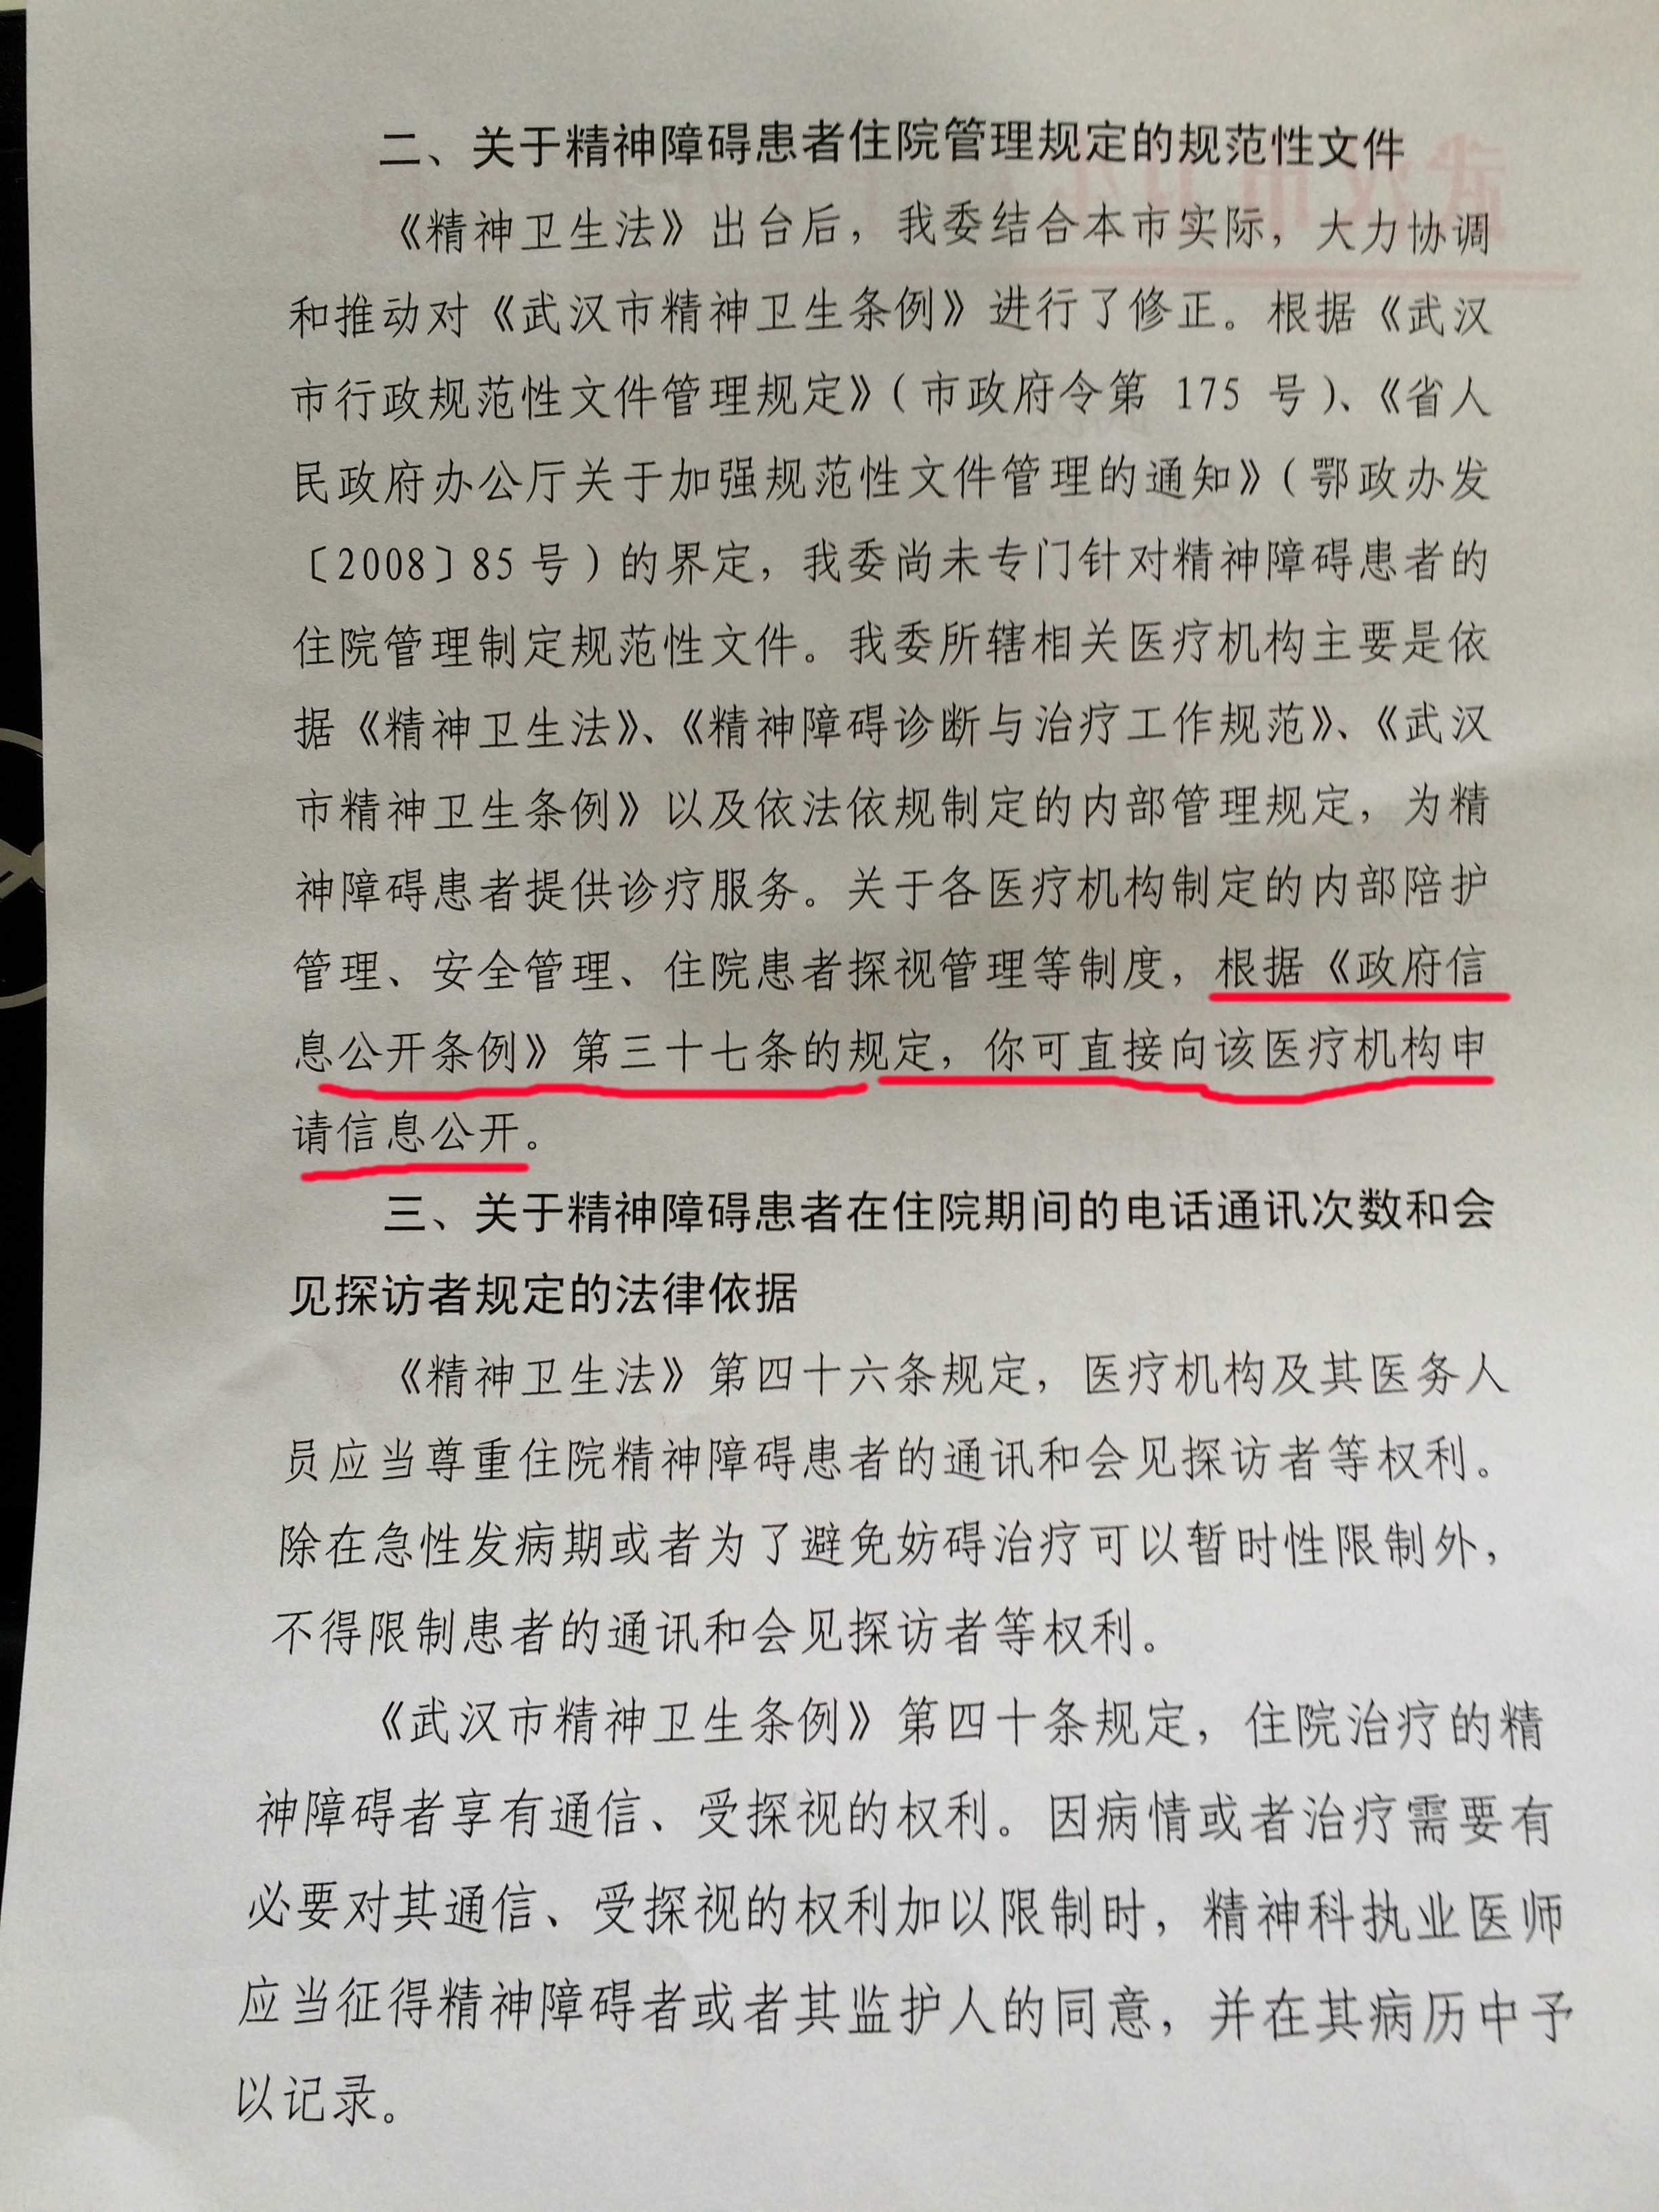 二、关于精神障碍患者住院管理规定的规范性文件
《精神卫生法》出台后，我委结合本市实际，大力协调
和推动对《武汉市精神卫生条例》进行了修正。根据《武汉
市行政规范性文件管理规定》（市政府令第 175 号）、《省人
民政府办公厅关于加强规范性文件管理的通知》（鄂政办发
〔2008〕85 号）的界定，我委尚未专门针对精神障碍患者的
住院管理制定规范性文件。我委所辖相关医疗机构主要是依
据《精神卫生法》、《精神障碍诊断与治疗工作规范》、《武汉
市精神卫生条例》以及依法依规制定的内部管理规定，为精
神障碍患者提供诊疗服务。关于各医疗机构制定的内部陪护
管理、安全管理、住院患者探视管理等制度，根据《政府信
息公开条例》第三十七条的规定，你可直接向该医疗机构申
请信息公开。
三、关于精神障碍患者在住院期间的电话通讯次数和会
见探访者规定的法律依据
《精神卫生法》第四十六条规定，医疗机构及其医务人
员应当尊重住院精神障碍患者的通讯和会见探访者等权利。
除在急性发病期或者为了避免妨碍治疗可以暂时性限制外，
不得限制患者的通讯和会见探访者等权利。
《武汉市精神卫生条例》第四十条规定，住院治疗的精
神障碍者享有通信、受探视的权利。因病情或者治疗需要有
必要对其通信、受探视的权利加以限制时，精神科执业医师
应当征得精神障碍者或者其监护人的同意，并在其病历中予
以记录。